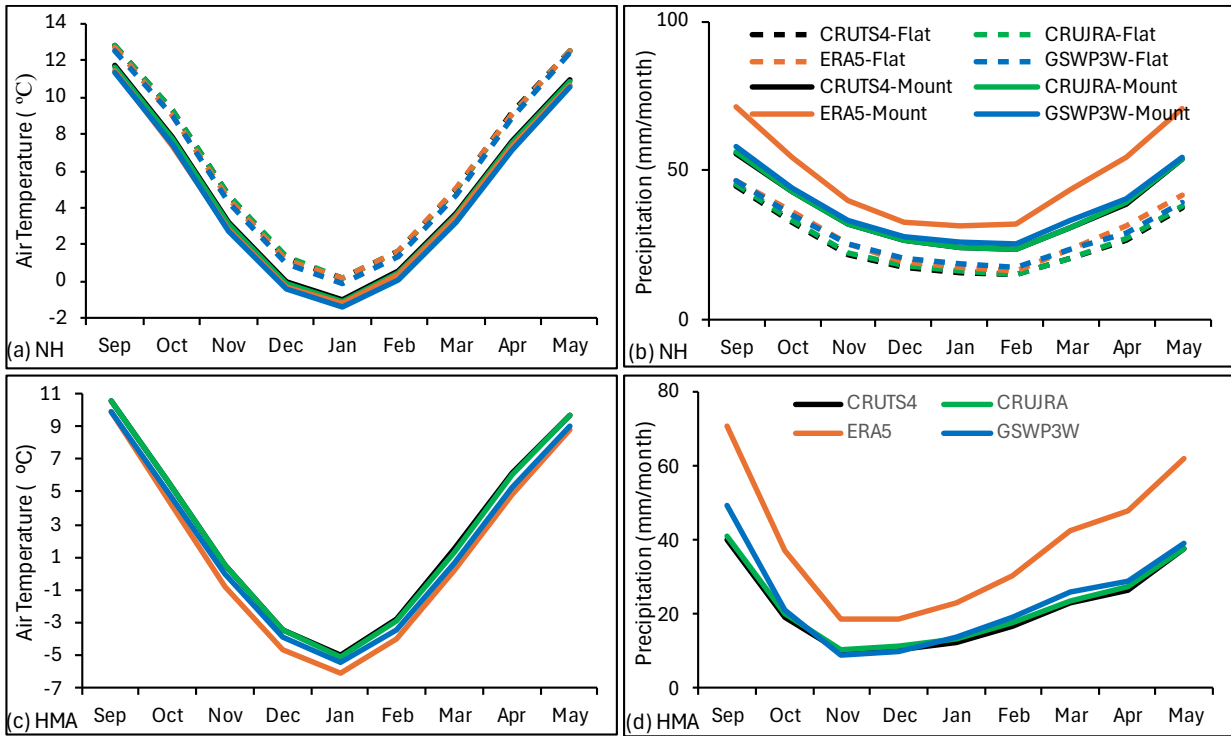 Air Temperature ( ºC)
14
12
10
8
6
4
2
0
-2
Sep Oct Nov Dec Jan Feb Mar Apr May
(a) NH
Precipitation (mm/month)
100
50
0
CRUTS4-Flat CRUJRA-Flat
ERA5-Flat GSWP3W-Flat
CRUTS4-Mount CRUJRA-Mount
ERA5-Mount GSWP3W-Mount
Sep Oct Nov Dec Jan Feb Mar Apr May
(b) NH
Air Temperature ( ºC)
11
9
7
5
3
1
-1
-3
-5
-7
Sep Oct Nov Dec Jan Feb Mar Apr May
(c) HMA
Precipitation (mm/month)
80
60
40
20
0
CRUTS4 CRUJRA
ERA5 GSWP3W
Sep Oct Nov Dec Jan Feb Mar Apr May
(d) HMA